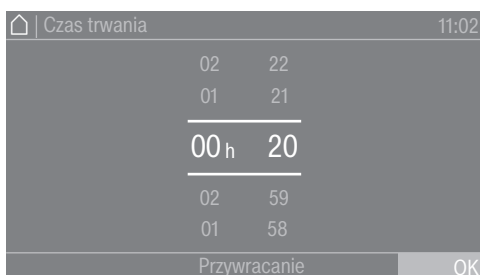 | Czas trwania 11:02
02 22
01 21
00 h 20
02 59
01 58
Przywracanie OK